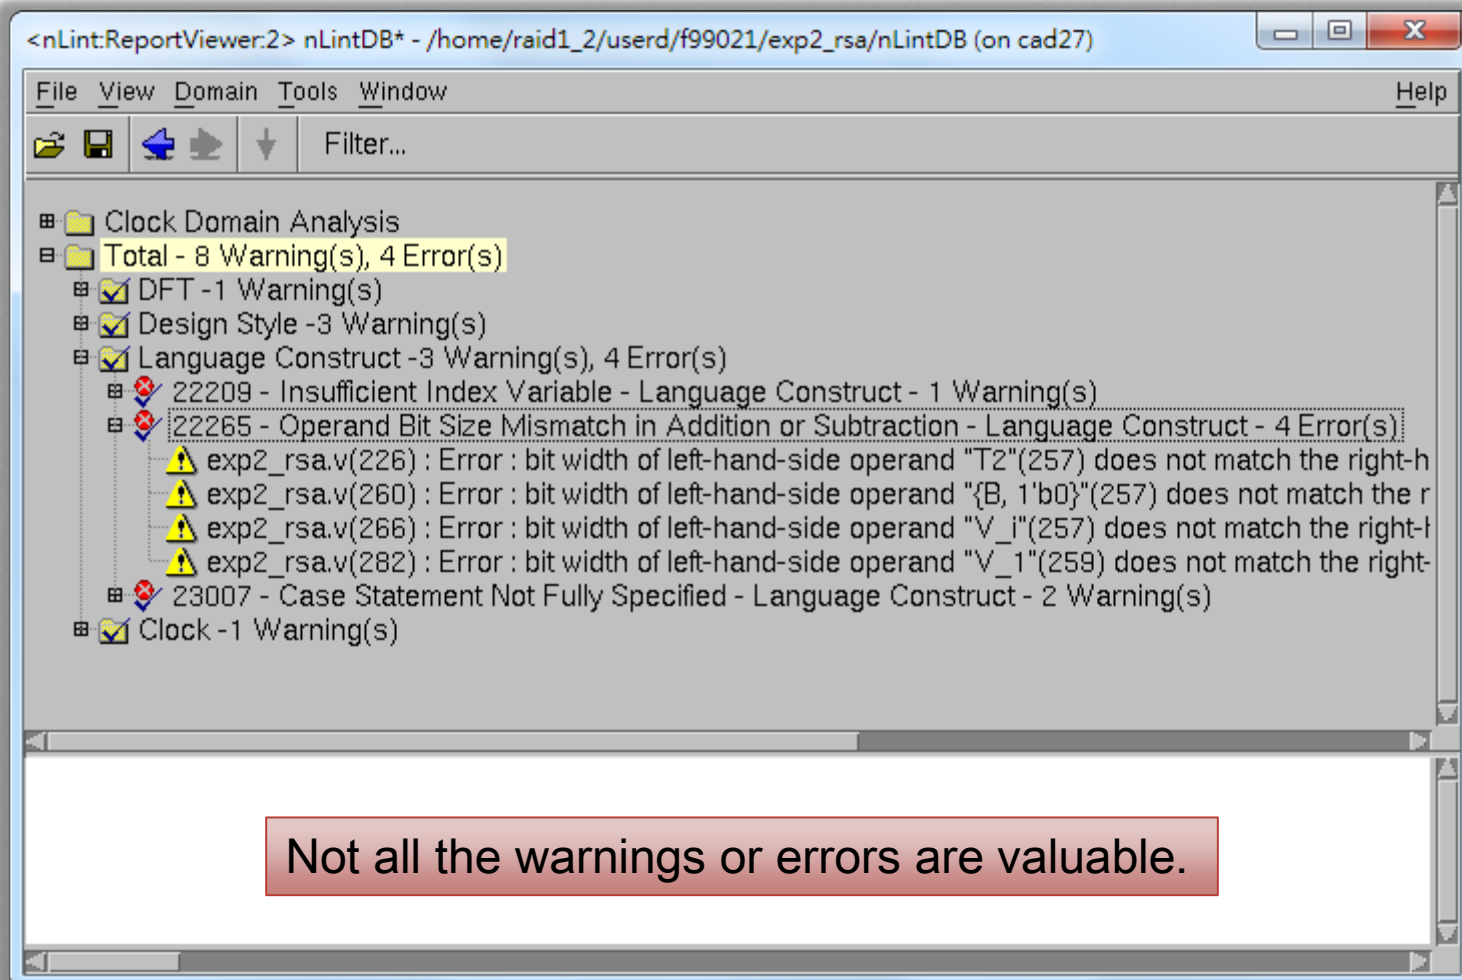 <nLint:ReportViewer:2> nLintDB* - /home/raid1_2/userd/f99021/exp2_rsa/nLintDB (on cad27)
File View Domain Tools Window Help
Filter...
Clock Domain Analysis
Total - 8 Warning(s), 4 Error(s)
DFT -1 Warning(s)
Design Style -3 Warning(s)
Language Construct -3 Warning(s), 4 Error(s)
22209 - Insufficient Index Variable - Language Construct - 1 Warning(s)
22265 - Operand Bit Size Mismatch in Addition or Subtraction - Language Construct - 4 Error(s)
exp2_rsa.v(226) : Error : bit width of left-hand-side operand "T2"(257) does not match the right-h
exp2_rsa.v(260) : Error : bit width of left-hand-side operand "{B, 1'b0}"(257) does not match the r
exp2_rsa.v(266) : Error : bit width of left-hand-side operand "V_i"(257) does not match the right-h
exp2_rsa.v(282) : Error : bit width of left-hand-side operand "V_1"(259) does not match the right-
23007 - Case Statement Not Fully Specified - Language Construct - 2 Warning(s)
Clock -1 Warning(s)
Not all the warnings or errors are valuable.